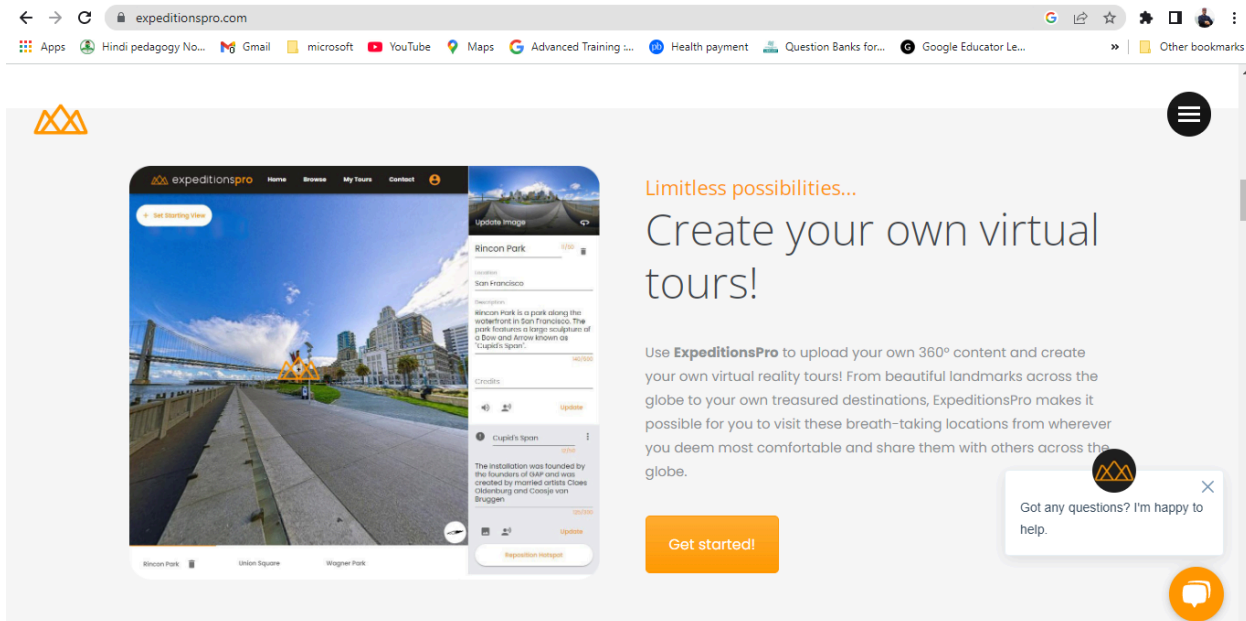 expeditionspro.com
Apps Hindi pedagogy No... Gmail microsoft YouTube Maps Advanced Training :... Health payment Question Banks for... Google Educator Le... » Other bookmarks
expeditionspro Home Browse My Tours Contact
+ Set Starting View
Update Image
Rincon Park
Location
San Francisco
Description
Rincon Park is a park along the
waterfront in San Francisco. The
park features a large sculpture of
a Bow and Arrow known as
"Cupid's Span".
140/500
Credits
Update
Cupid's Span
The installation was founded by
the founders of GAP and was
created by married artists Claes
Oldenburg and Coosje van
Bruggen
Update
Reposition Hotspot
Rincon Park Union Square Wagner Park
Limitless possibilities...
Create your own virtual
tours!
Use ExpeditionsPro to upload your own 360º content and create
your own virtual reality tours! From beautiful landmarks across the
globe to your own treasured destinations, ExpeditionsPro makes it
possible for you to visit these breath-taking locations from wherever
you deem most comfortable and share them with others across the
globe.
Get started!
Got any questions? I'm happy to
help.